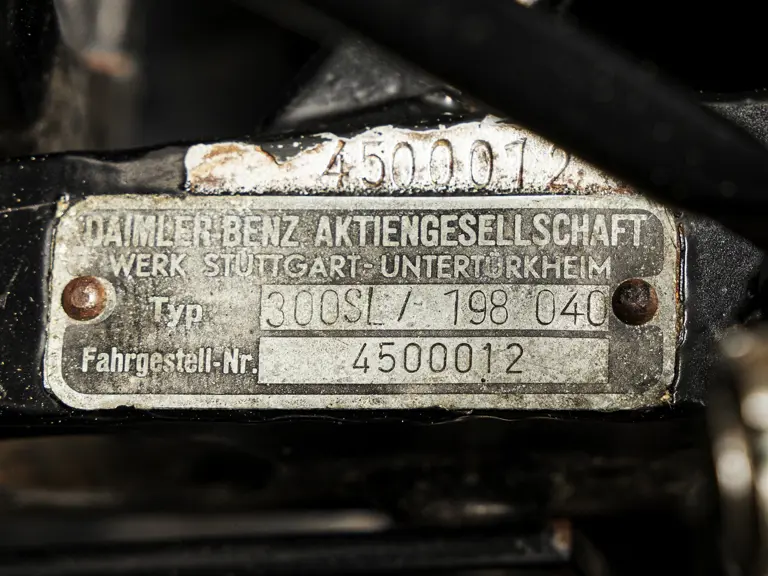 4500012
DAIMLER-BENZ AKTIENGESELLSCHAFT
WERK STUTTGART-UNTERTÜRKHEIM
Typ 300SL/ 198 040
Fahrgestell-Nr. 4500012